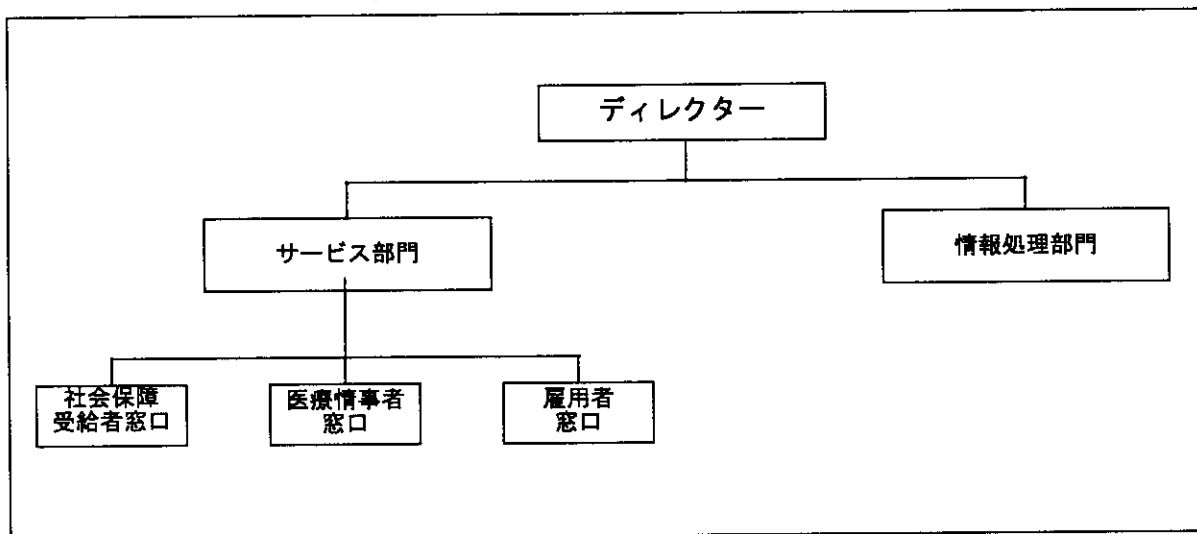 ディレクター
サービス部門
情報処理部門
社会保障
受給者窓口
医療情事者
窓口
雇用者
窓口